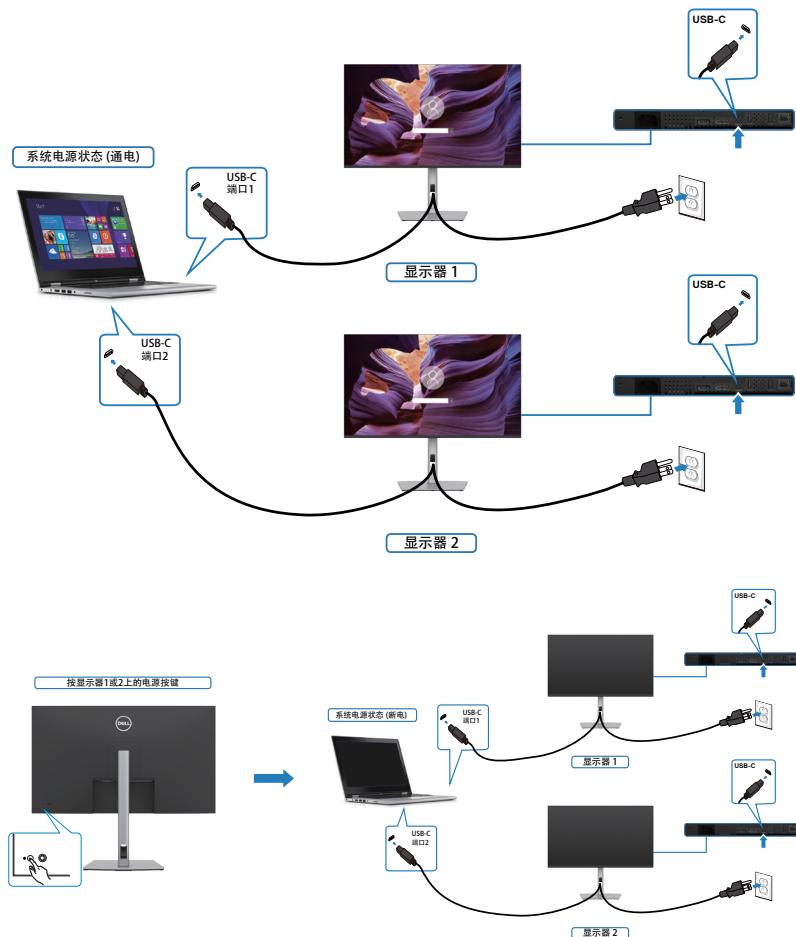 USB-C
系统电源状态 (通电)
USB-C
端口1
Start
显示器 1
USB-C
USB-C
端口2
显示器 2
USB-C
按显示器1或2上的电源按键
DELL
系统电源状态 (断电)
USB-C
端口1
显示器 1
USB-C
USB-C
端口2
显示器 2